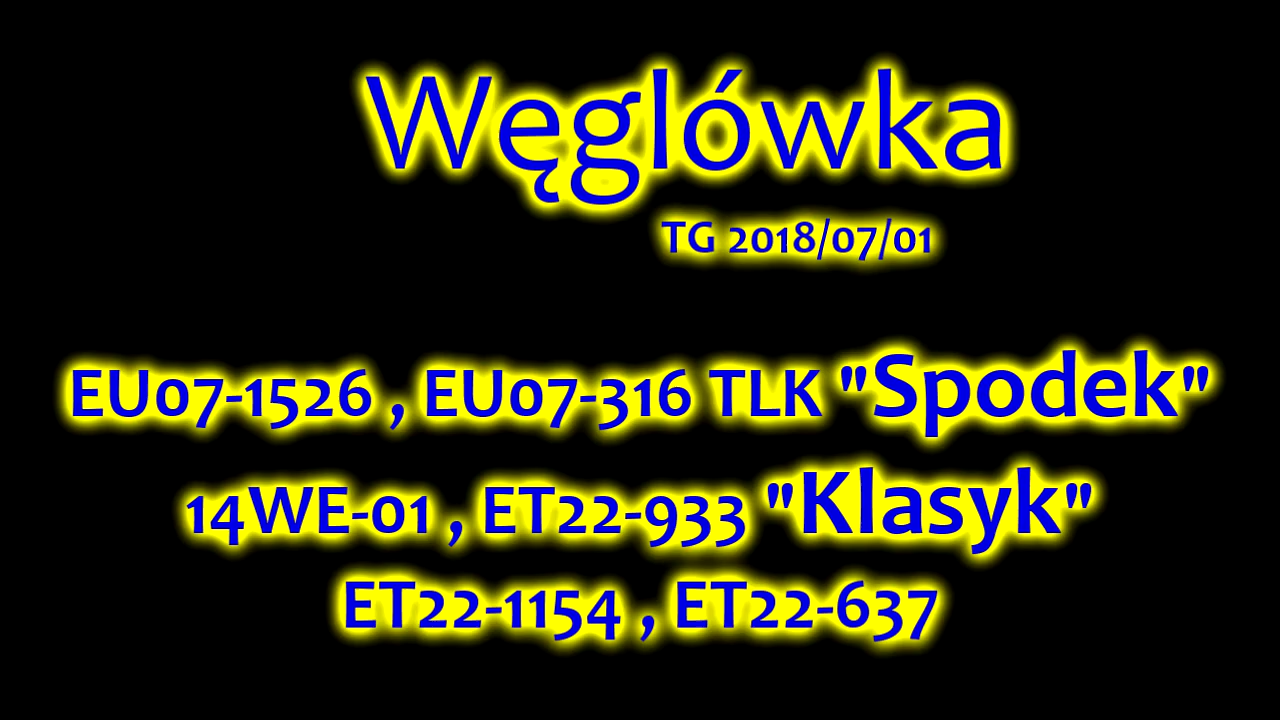 Węglówka
TG 2018/07/01
EU07-1526 , EU07-316 TLK "Spodek"
14WE-01 , ET22-933 "Klasyk"
ET22-1154 , ET22-637